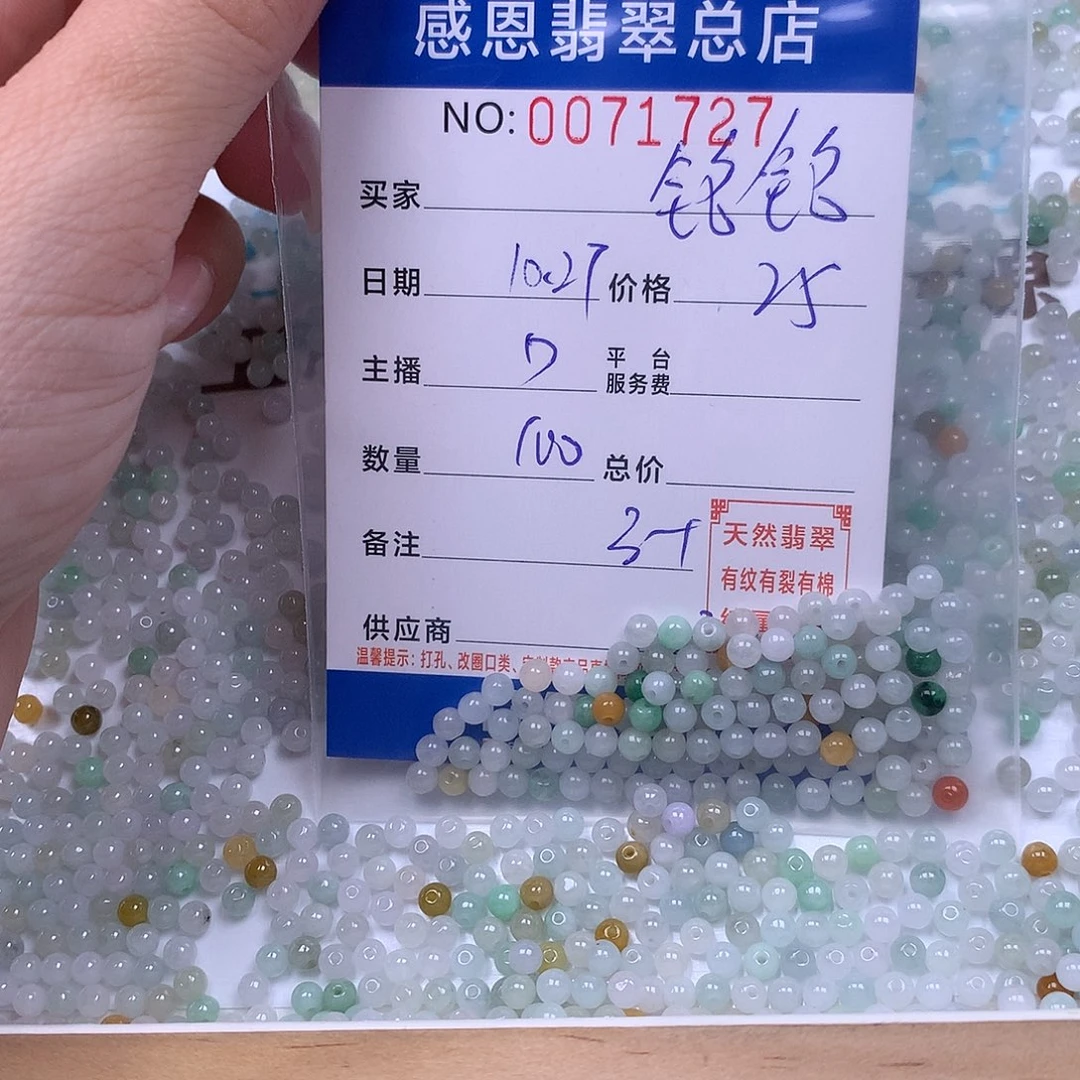 感恩翡翠总店
NO: 0071727
买家
日期 10.27 价格 25
主播 平台服务费
数量 100 总价
备注
天然翡翠
有纹有裂有棉
供应商
温馨提示：打孔、改圈口类、